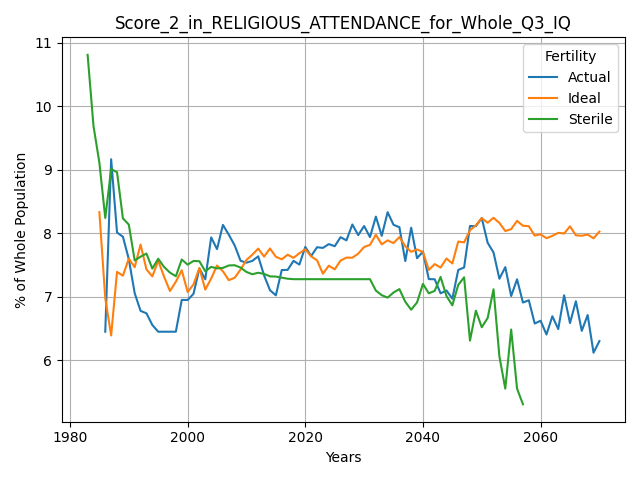 Score_2_in_RELIGIOUS_ATTENDANCE_for_Whole_Q3_IQ
Fertility
Actual
Ideal
Sterile
% of Whole Population
11
10
9
8
7
6
1980
2000
2020
2040
2060
Years